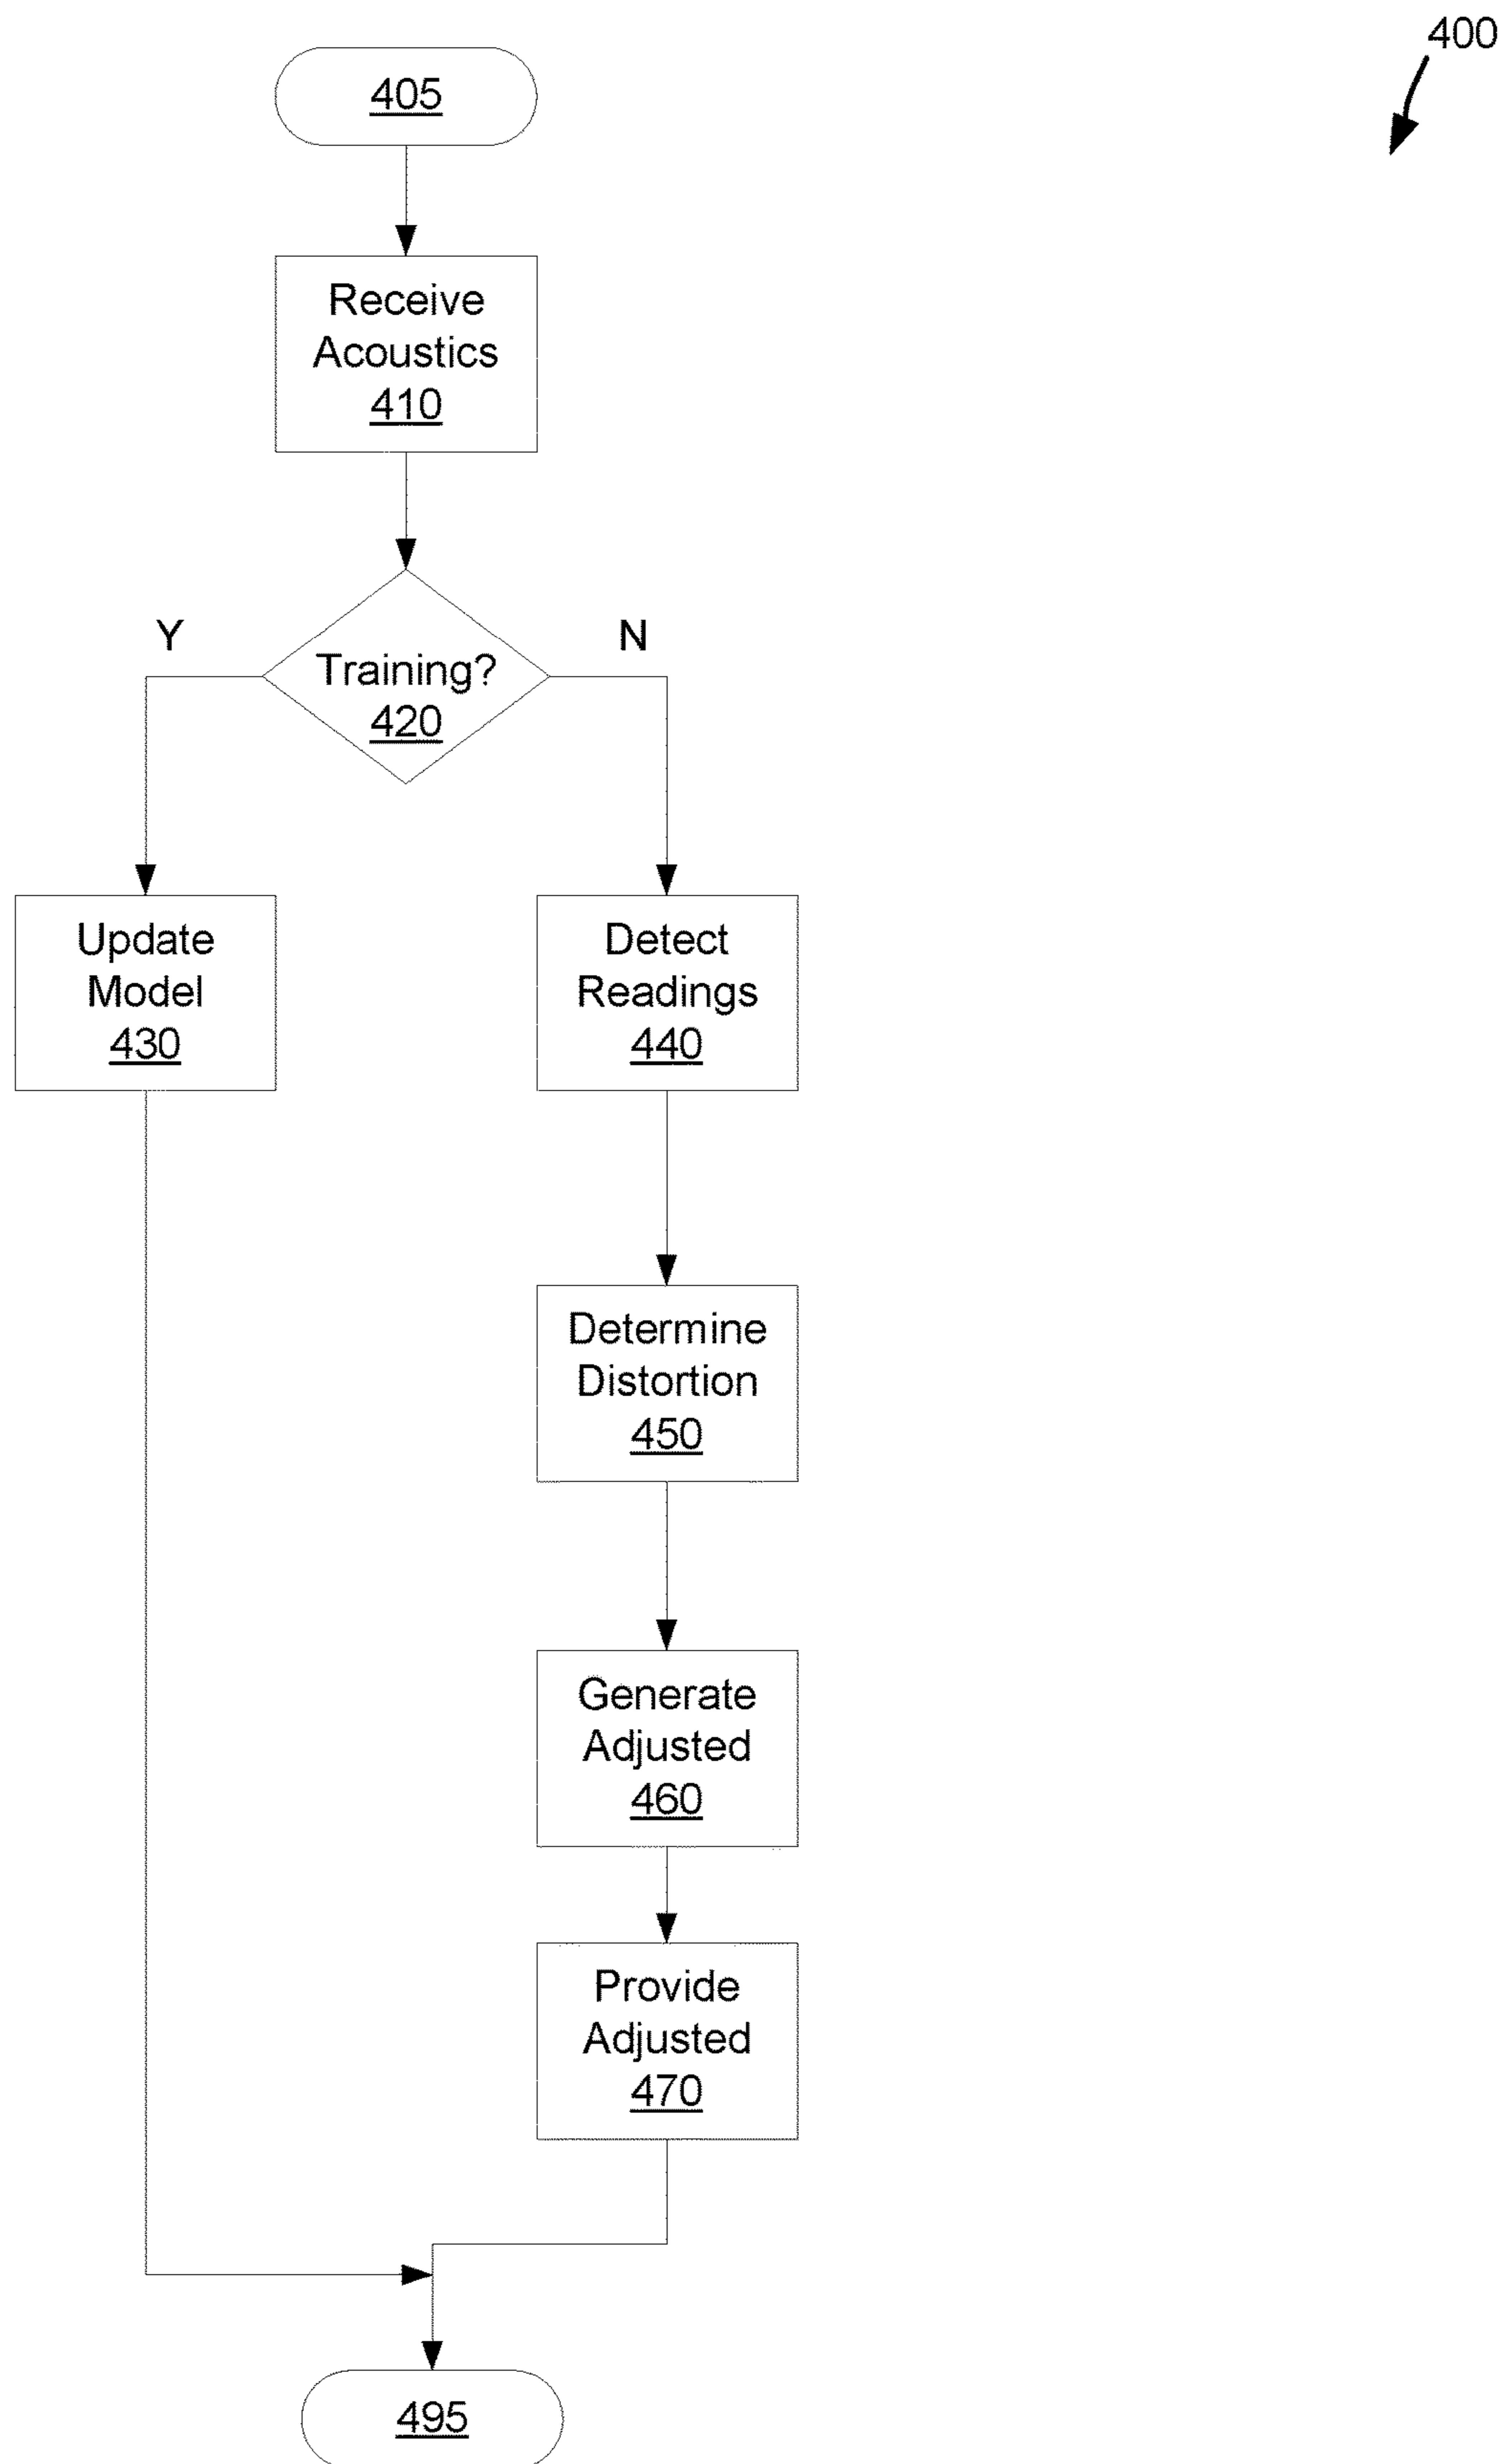 400
405
Receive
Acoustics
410
Y
N
Training?
420
Update
Model
430
Detect
Readings
440
Determine
Distortion
450
Generate
Adjusted
460
Provide
Adjusted
470
495